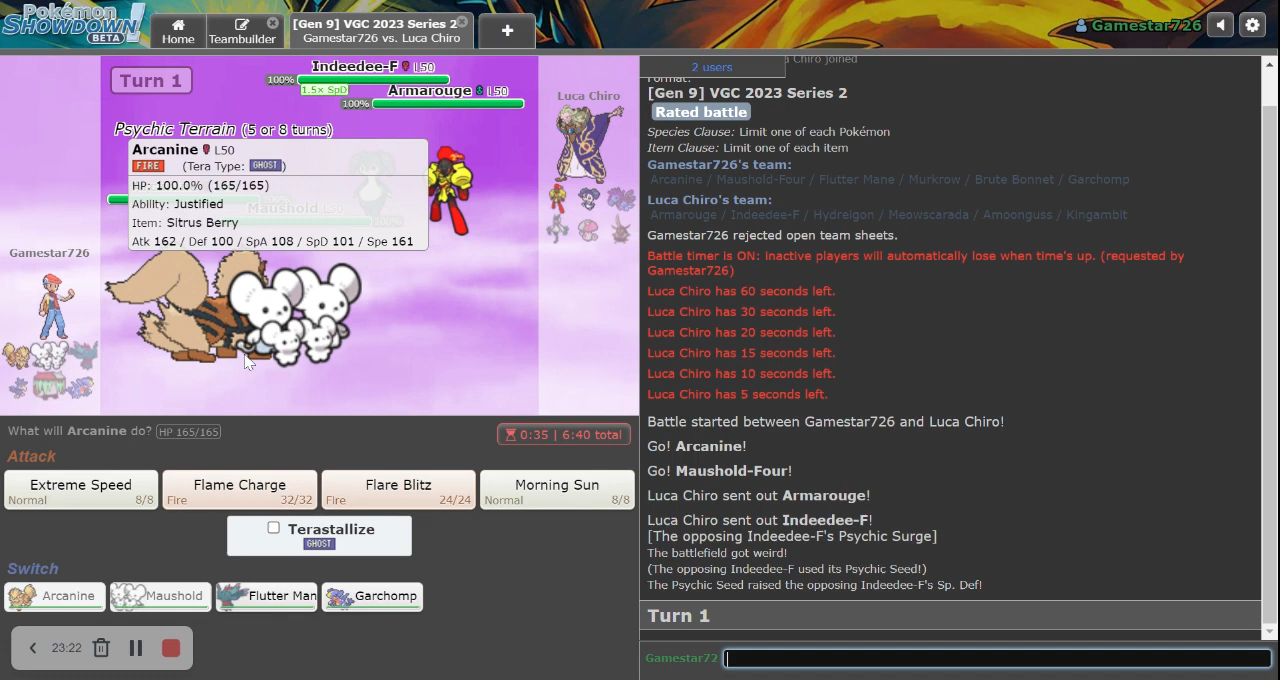 Pokémon
SHOWDOWN!
BETA
Home
Teambuilder
[Gen 9] VGC 2023 Series 2
Gamestar726 vs. Luca Chiro
+
Gamestar726
Turn 1
Indeedee-F L50
100%
1.5× SpD
Armarouge L50
100%
Psychic Terrain (5 or 8 turns)
Arcanine L50
FIRE (Tera Type: GHOST)
HP: 100.0% (165/165)
Ability: Justified
Item: Sitrus Berry
Atk 162 / Def 100 / SpA 108 / SpD 101 / Spe 161
Maushold L50
Gamestar726
Luca Chiro
What will Arcanine do? HP 165/165
0:35 | 6:40 total
Attack
Extreme Speed
Normal 8/8
Flame Charge
Fire 32/32
Flare Blitz
Fire 24/24
Morning Sun
Normal 8/8
Terastallize
GHOST
Switch
Arcanine
Maushold
Flutter Man
Garchomp
23:22
2 users
Chiro joined
Format:
[Gen 9] VGC 2023 Series 2
Rated battle
Species Clause: Limit one of each Pokémon
Item Clause: Limit one of each item
Gamestar726's team:
Arcanine / Maushold-Four / Flutter Mane / Murkrow / Brute Bonnet / Garchomp
Luca Chiro's team:
Armarouge / Indeedee-F / Hydreigon / Meowscarada / Amoonguss / Kingambit
Gamestar726 rejected open team sheets.
Battle timer is ON: inactive players will automatically lose when time's up. (requested by
Gamestar726)
Luca Chiro has 60 seconds left.
Luca Chiro has 30 seconds left.
Luca Chiro has 20 seconds left.
Luca Chiro has 15 seconds left.
Luca Chiro has 10 seconds left.
Luca Chiro has 5 seconds left.
Battle started between Gamestar726 and Luca Chiro!
Go! Arcanine!
Go! Maushold-Four!
Luca Chiro sent out Armarouge!
Luca Chiro sent out Indeedee-F!
[The opposing Indeedee-F's Psychic Surge]
The battlefield got weird!
(The opposing Indeedee-F used its Psychic Seed!)
The Psychic Seed raised the opposing Indeedee-F's Sp. Def!
Turn 1
Gamestar72